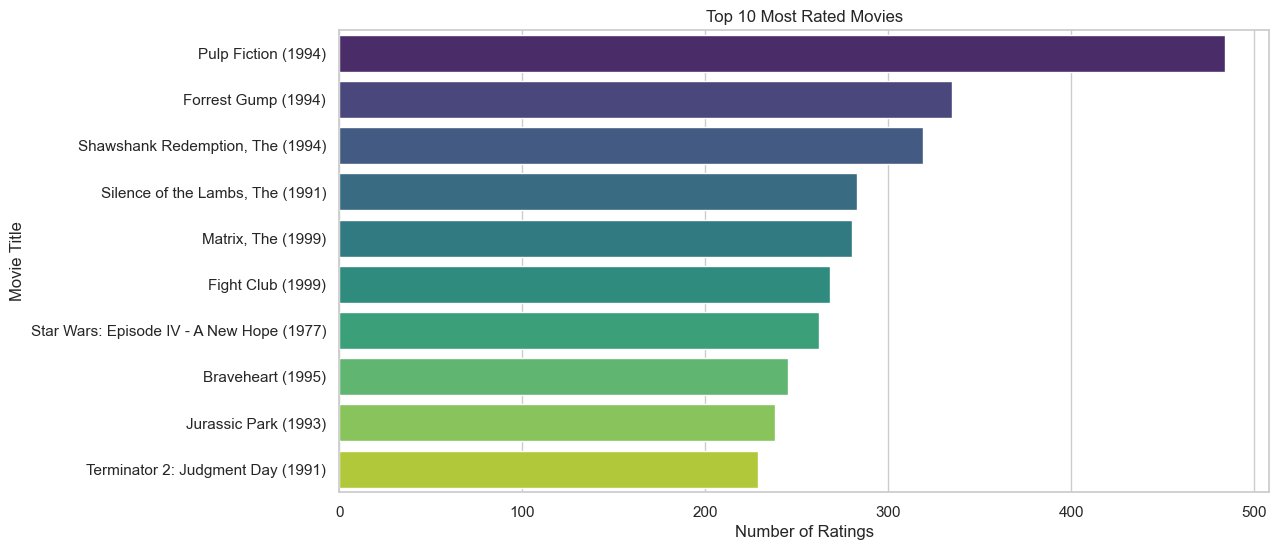 Top 10 Most Rated Movies
Pulp Fiction (1994)
Forrest Gump (1994)
Shawshank Redemption, The (1994)
Silence of the Lambs, The (1991)
Matrix, The (1999)
Fight Club (1999)
Star Wars: Episode IV - A New Hope (1977)
Braveheart (1995)
Jurassic Park (1993)
Terminator 2: Judgment Day (1991)
Movie Title
0 100 200 300 400 500
Number of Ratings